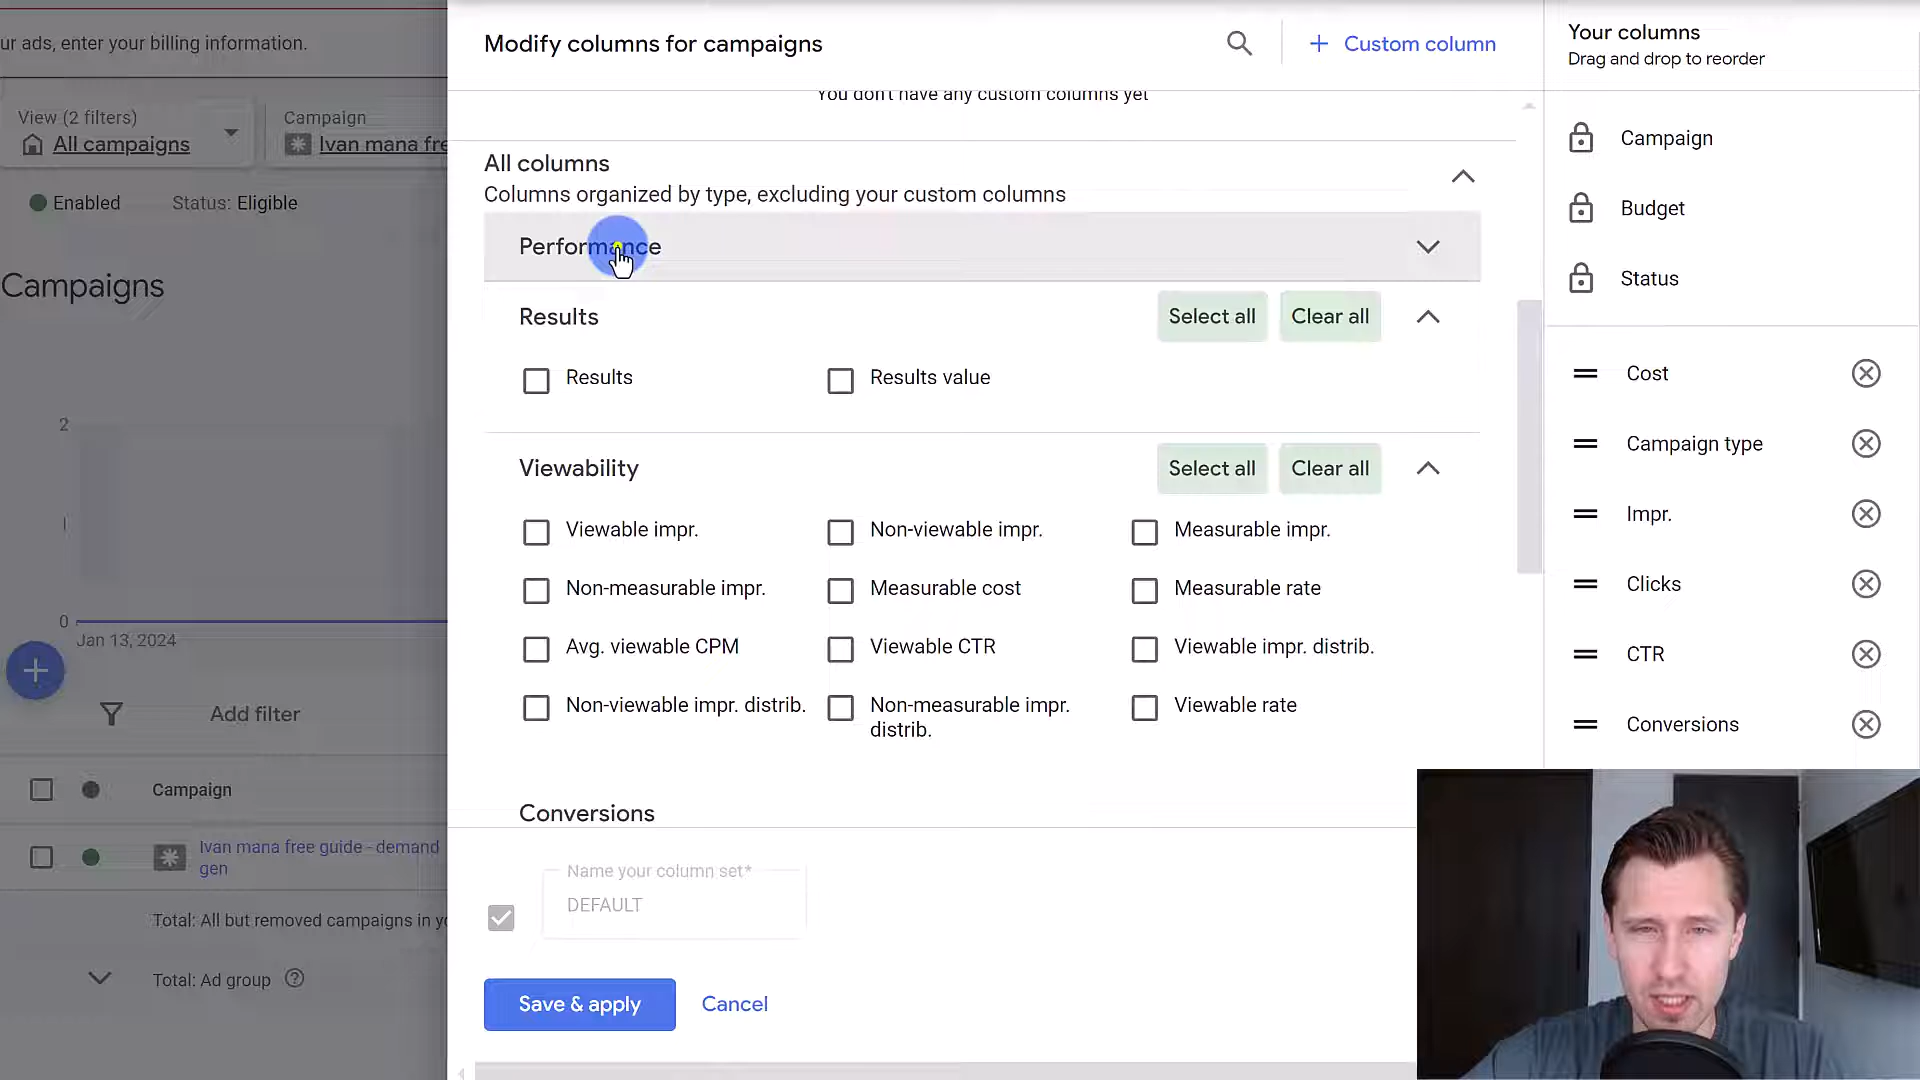 ur ads, enter your billing information.
View (2 filters)
All campaigns
Campaign
Ivan mana fre
Enabled
Status: Eligible
Campaigns
2
1
0
Jan 13, 2024
Add filter
Campaign
Ivan mana free guide - demand
gen
Total: All but removed campaigns in yo
Total: Ad group
Modify columns for campaigns
Custom column
You don't have any custom columns yet
All columns
Columns organized by type, excluding your custom columns
Performance
Results
Select all
Clear all
Results
Results value
Viewability
Select all
Clear all
Viewable impr.
Non-viewable impr.
Measurable impr.
Non-measurable impr.
Measurable cost
Measurable rate
Avg. viewable CPM
Viewable CTR
Viewable impr. distrib.
Non-viewable impr. distrib.
Non-measurable impr.
distrib.
Viewable rate
Conversions
Name your column set*
DEFAULT
Save & apply
Cancel
Your columns
Drag and drop to reorder
Campaign
Budget
Status
Cost
Campaign type
Impr.
Clicks
CTR
Conversions